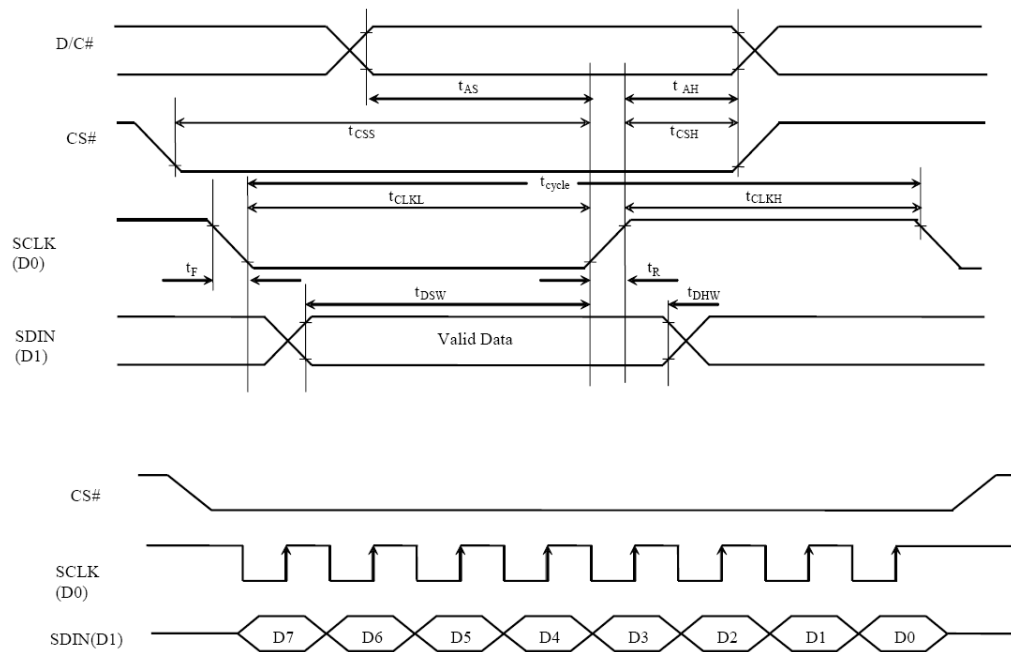 D/C#
tAS
t AH
CS#
tCSS
tCSH
tcycle
tCLKL
tCLKH
SCLK
(D0)
tF
tR
tDSW
tDHW
SDIN
(D1)
Valid Data
CS#
SCLK
(D0)
SDIN(D1)
D7 D6 D5 D4 D3 D2 D1 D0